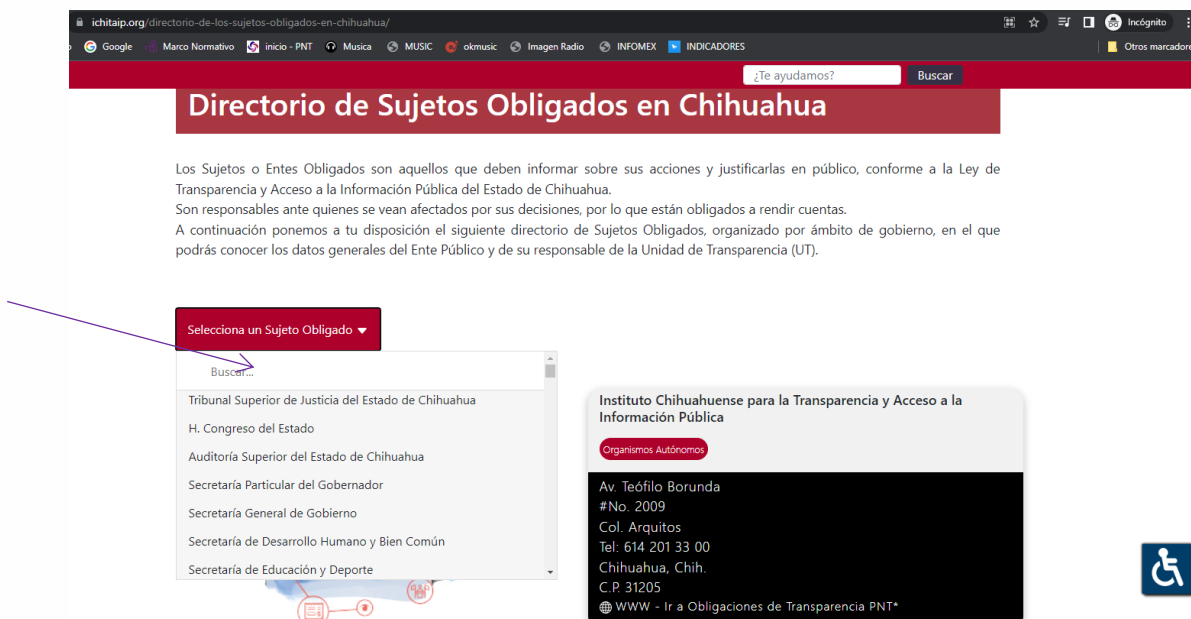 ichitaip.org/directorio-de-los-sujetos-obligados-en-chihuahua/
Incógnito
Google
Marco Normativo
inicio - PNT
Musica
MUSIC
okmusic
Imagen Radio
INFOMEX
INDICADORES
Otros marcadore
¿Te ayudamos?
Buscar
Directorio de Sujetos Obligados en Chihuahua
Los Sujetos o Entes Obligados son aquellos que deben informar sobre sus acciones y justificarlas en público, conforme a la Ley de
Transparencia y Acceso a la Información Pública del Estado de Chihuahua.
Son responsables ante quienes se vean afectados por sus decisiones, por lo que están obligados a rendir cuentas.
A continuación ponemos a tu disposición el siguiente directorio de Sujetos Obligados, organizado por ámbito de gobierno, en el que
podrás conocer los datos generales del Ente Público y de su responsable de la Unidad de Transparencia (UT).
Selecciona un Sujeto Obligado
Buscar...
Tribunal Superior de Justicia del Estado de Chihuahua
H. Congreso del Estado
Auditoría Superior del Estado de Chihuahua
Secretaría Particular del Gobernador
Secretaría General de Gobierno
Secretaría de Desarrollo Humano y Bien Común
Secretaría de Educación y Deporte
Instituto Chihuahuense para la Transparencia y Acceso a la
Información Pública
Organismos Autónomos
Av. Teófilo Borunda
#No. 2009
Col. Arquitos
Tel: 614 201 33 00
Chihuahua, Chih.
C.P. 31205
WWW - Ir a Obligaciones de Transparencia PNT*